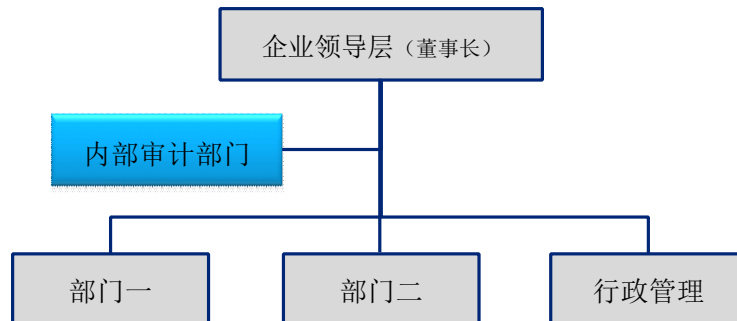 企业领导层（董事长）
内部审计部门
部门一
部门二
行政管理